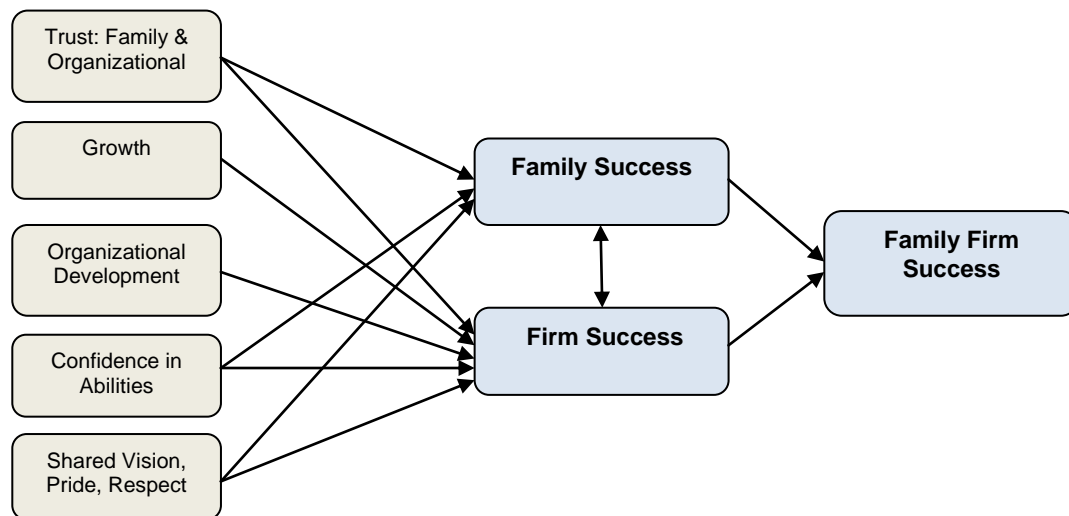 Trust: Family &
Organizational
Growth
Organizational
Development
Confidence in
Abilities
Shared Vision,
Pride, Respect
Family Success
Firm Success
Family Firm
Success